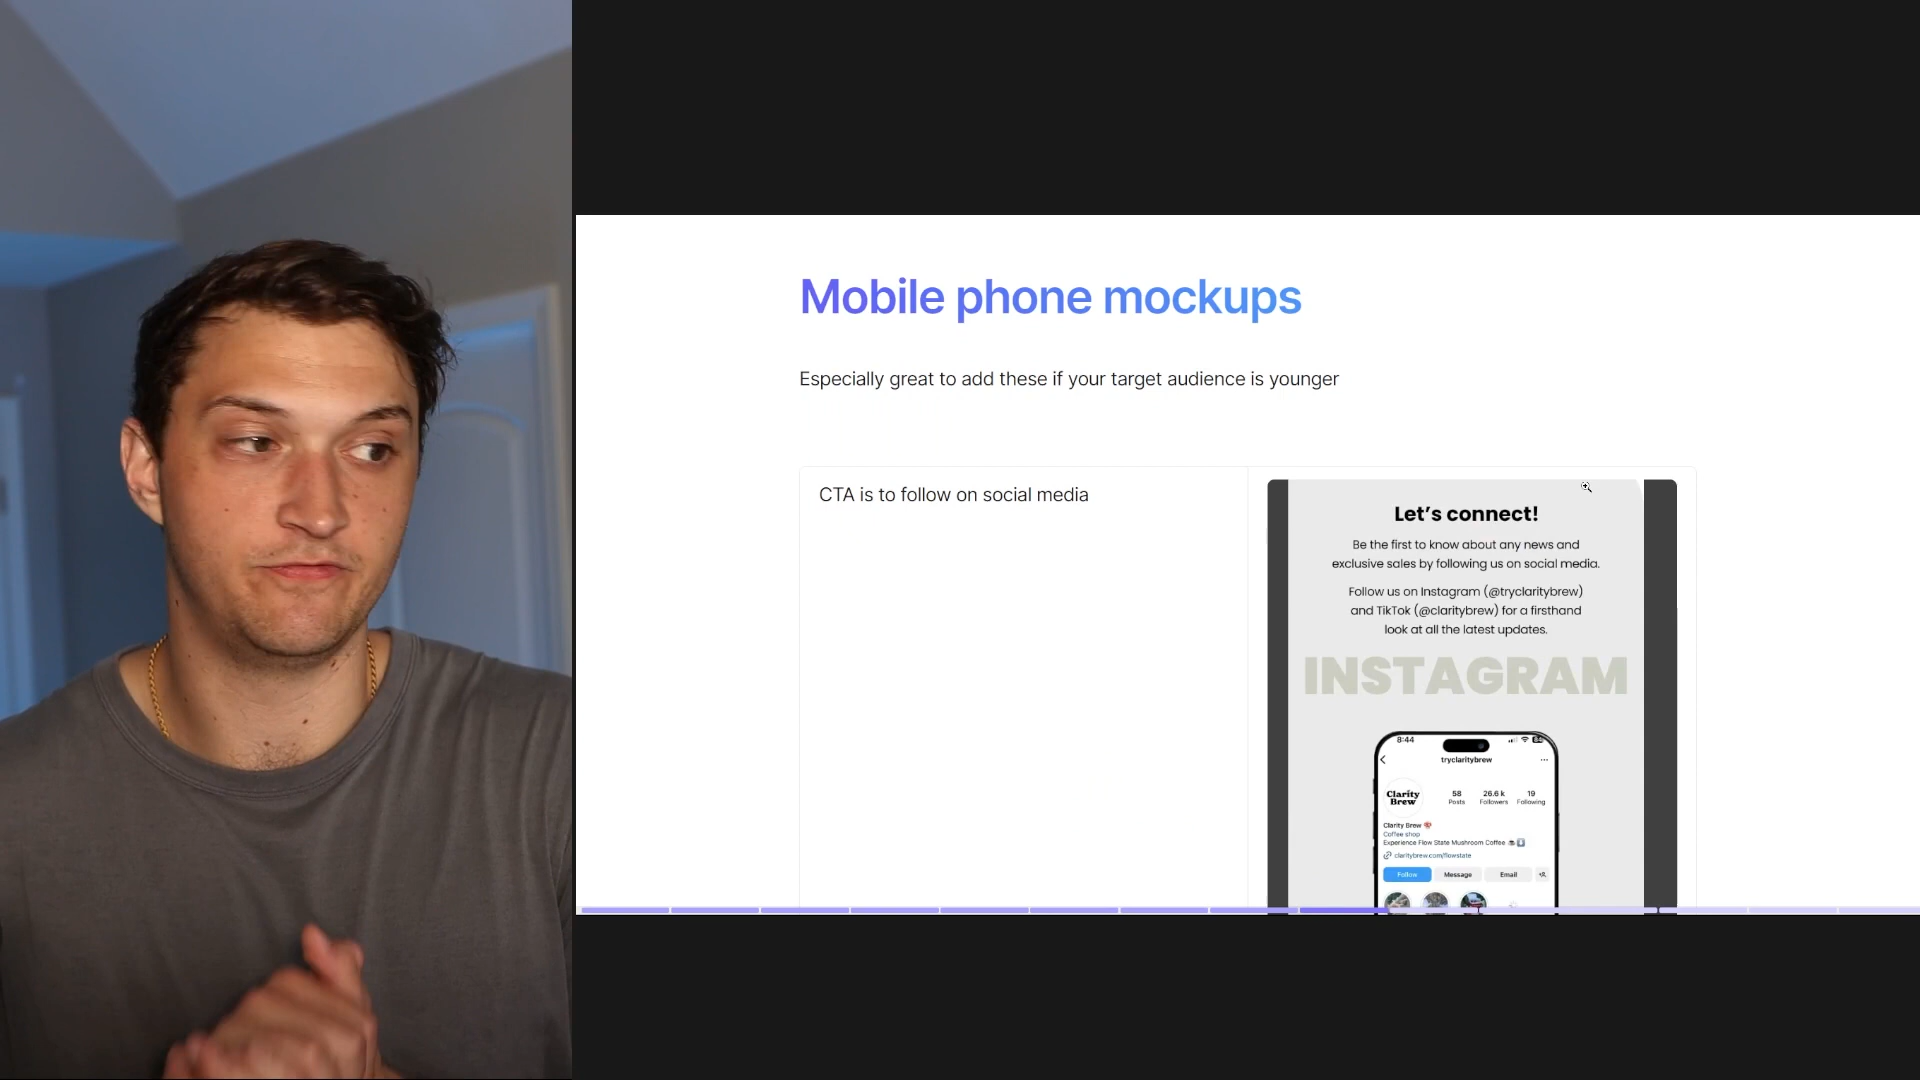 Mobile phone mockups
Especially great to add these if your target audience is younger
CTA is to follow on social media
Let's connect!
Be the first to know about any news and
exclusive sales by following us on social media.
Follow us on Instagram (@tryclaritybrew)
and TikTok (@claritybrew) for a firsthand
look at all the latest updates.
INSTAGRAM
8:44
tryclaritybrew
Clarity
Brew
58
Posts
26.6 k
Followers
19
Following
Clarity Brew
Coffee shop
Experience Flow State Mushroom Coffee
claritybrew.com/flowstate
Follow
Message
Email